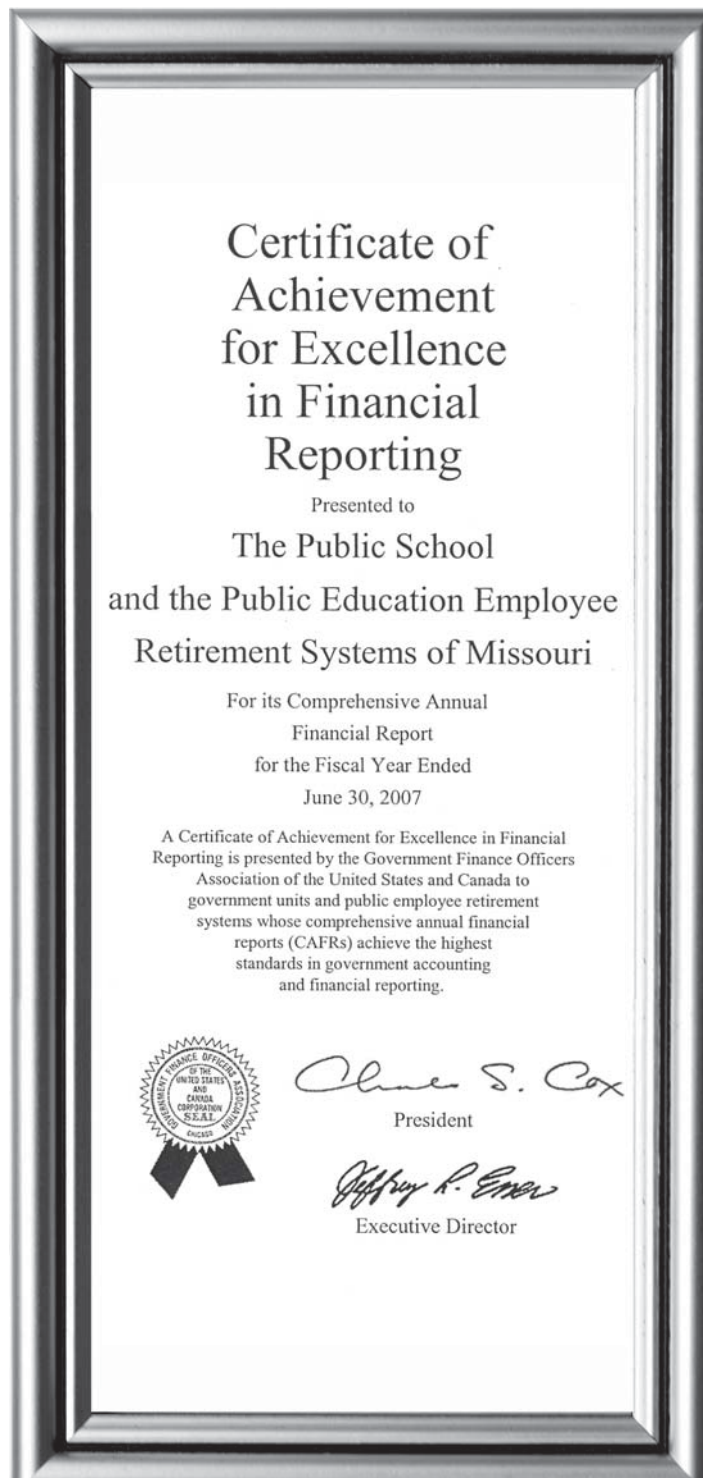 Certificate of
Achievement
for Excellence
in Financial
Reporting
Presented to
The Public School
and the Public Education Employee
Retirement Systems of Missouri
For its Comprehensive Annual
Financial Report
for the Fiscal Year Ended
June 30, 2007
A Certificate of Achievement for Excellence in Financial
Reporting is presented by the Government Finance Officers
Association of the United States and Canada to
government units and public employee retirement
systems whose comprehensive annual financial
reports (CAFRs) achieve the highest
standards in government accounting
and financial reporting.
GOVERNMENT FINANCE OFFICERS ASSOCIATION
OF THE
UNITED STATES
AND
CANADA
CORPORATION
SEAL
CHICAGO
Charles S. Cox
President
Jeffrey R. Enen
Executive Director